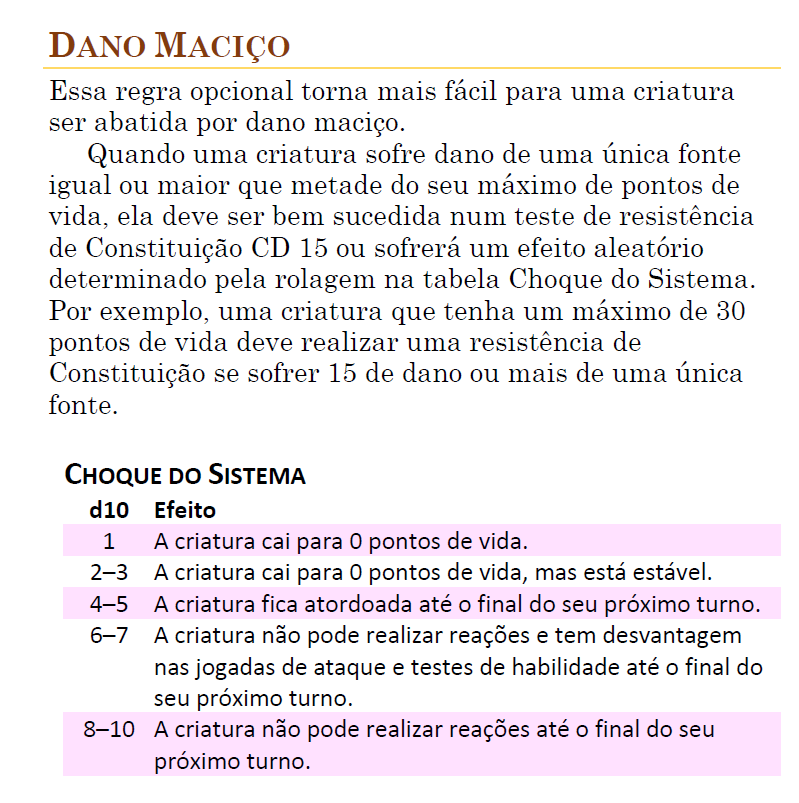 DANO MACIÇO
Essa regra opcional torna mais fácil para uma criatura
ser abatida por dano maciço.
Quando uma criatura sofre dano de uma única fonte
igual ou maior que metade do seu máximo de pontos de
vida, ela deve ser bem sucedida num teste de resistência
de Constituição CD 15 ou sofrerá um efeito aleatório
determinado pela rolagem na tabela Choque do Sistema.
Por exemplo, uma criatura que tenha um máximo de 30
pontos de vida deve realizar uma resistência de
Constituição se sofrer 15 de dano ou mais de uma única
fonte.
CHOQUE DO SISTEMA
d10 Efeito
1 A criatura cai para 0 pontos de vida.
2–3 A criatura cai para 0 pontos de vida, mas está estável.
4–5 A criatura fica atordoada até o final do seu próximo turno.
6–7 A criatura não pode realizar reações e tem desvantagem
nas jogadas de ataque e testes de habilidade até o final do
seu próximo turno.
8–10 A criatura não pode realizar reações até o final do seu
próximo turno.